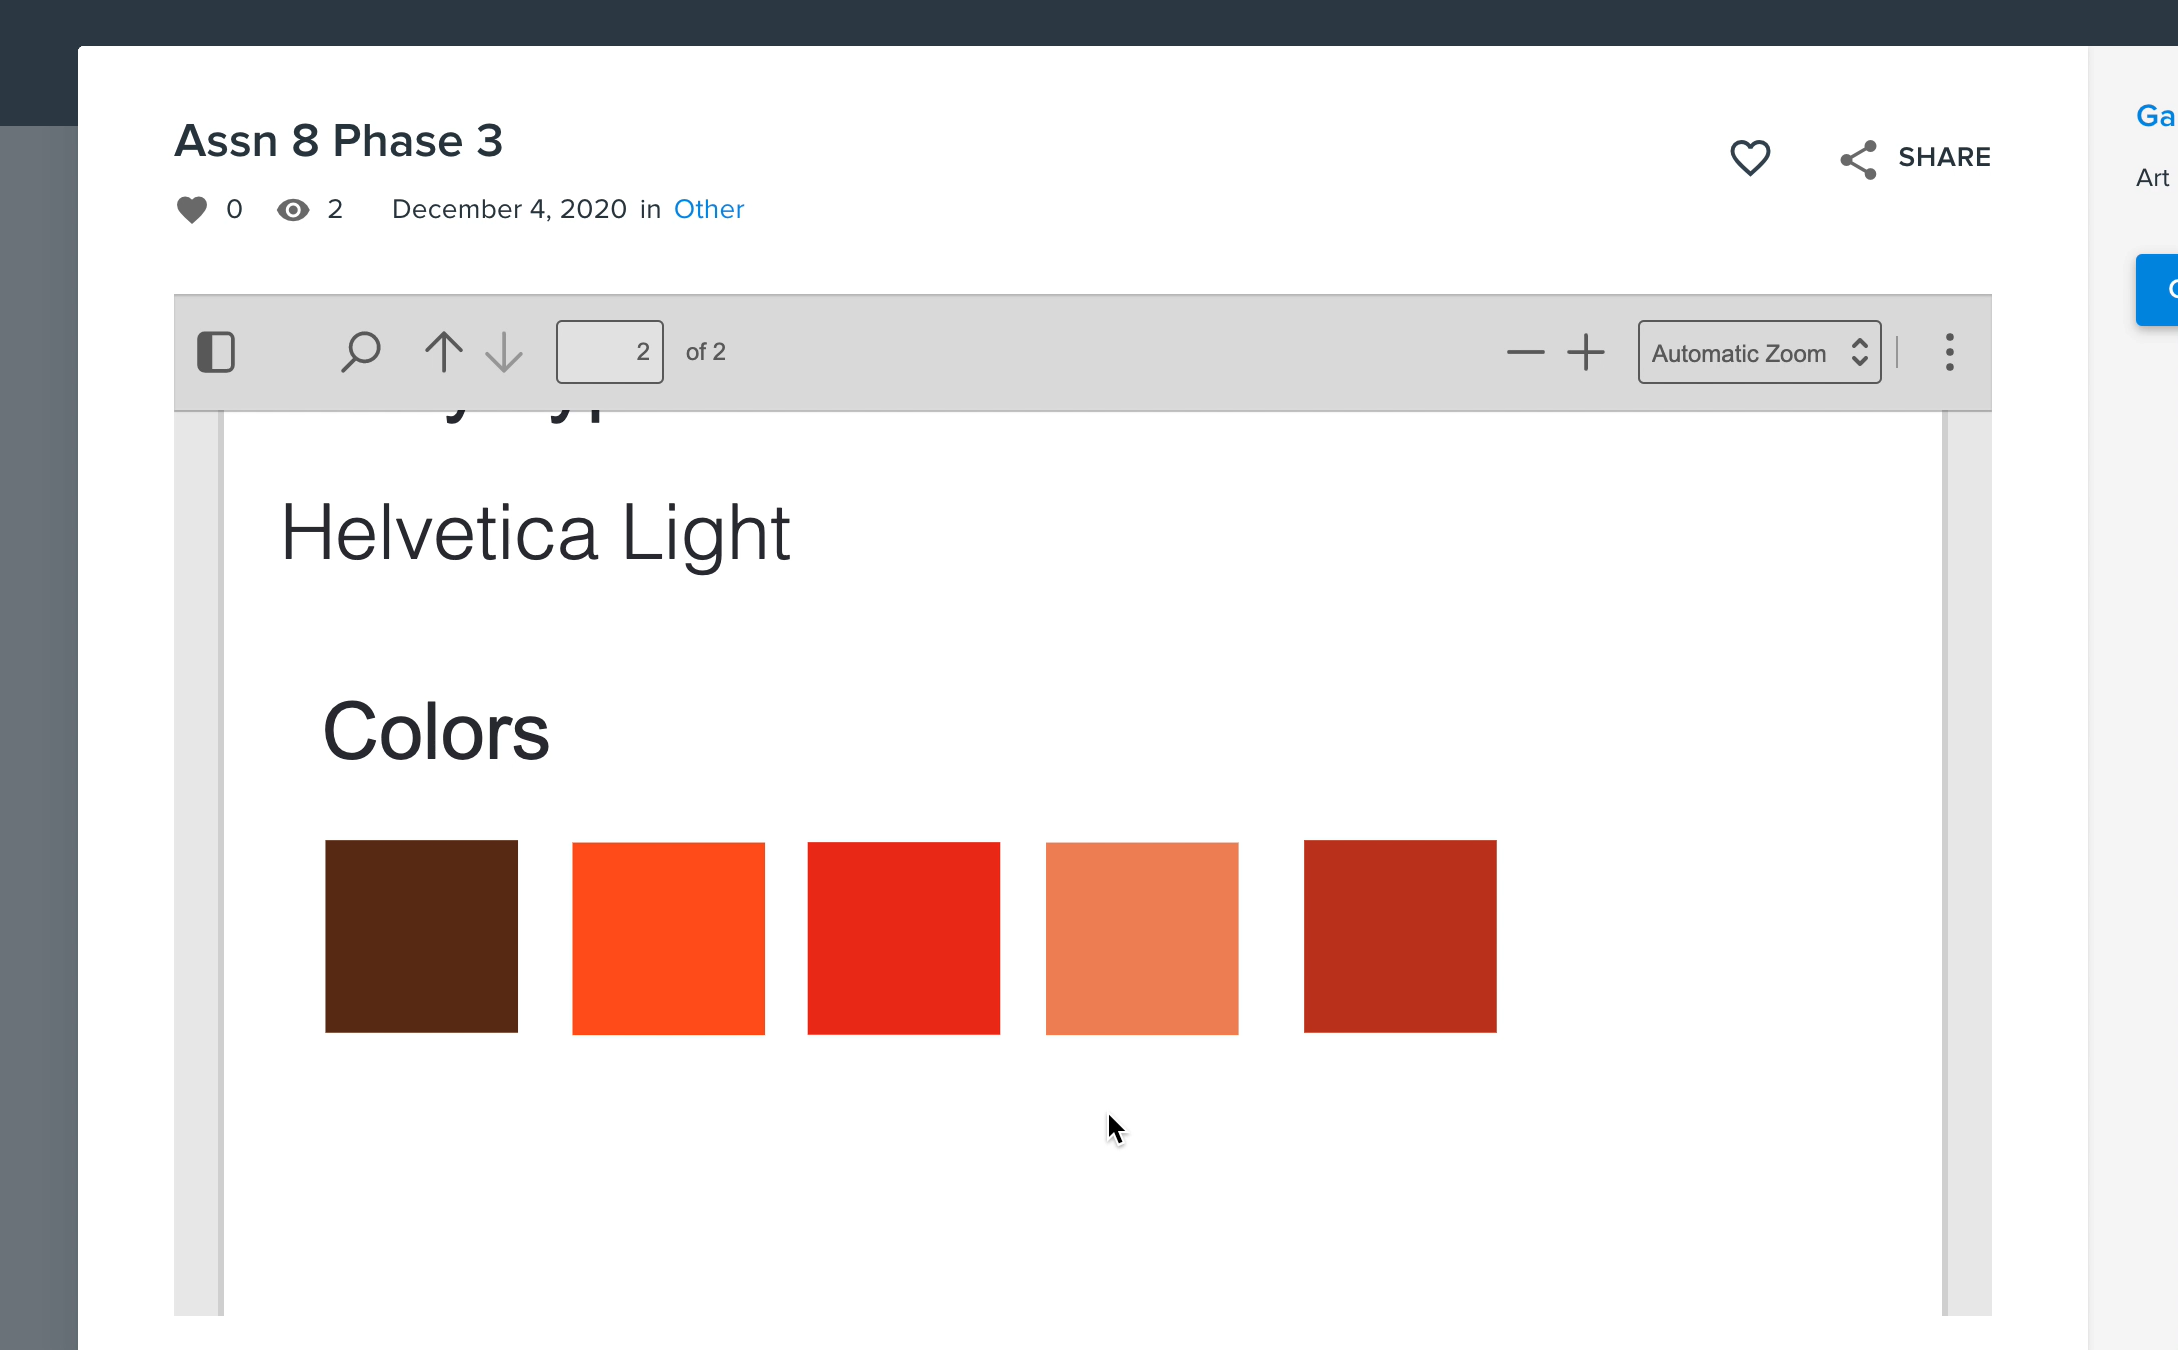 Assn 8 Phase 3
0 2 December 4, 2020 in Other
SHARE
2 of 2
Automatic Zoom
Helvetica Light
Colors
Art